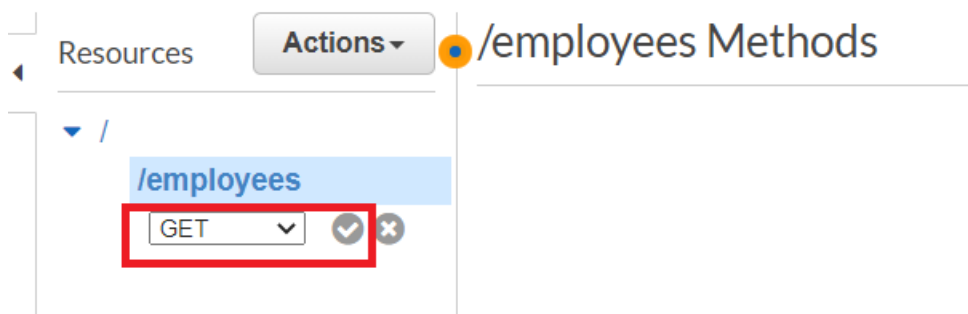 Resources
Actions
/employees Methods
/
/employees
GET